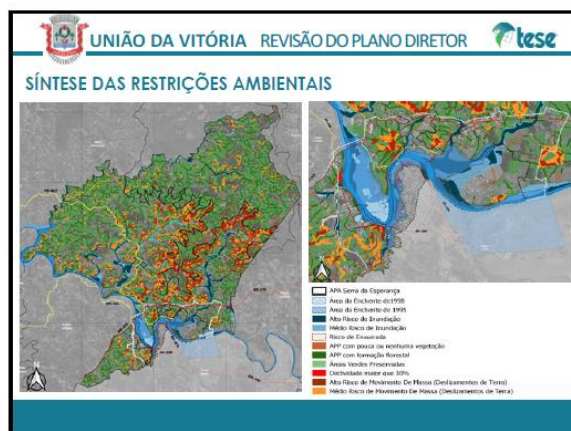 UNIÃO DA VITÓRIA REVISÃO DO PLANO DIRETOR
tese
SÍNTESE DAS RESTRIÇÕES AMBIENTAIS
APA Serra da Esperança
Área da Enchente de 1998
Área da Enchente de 1995
Alto Risco de Inundação
Médio Risco de Inundação
Risco de Enxurrada
APP com pouca ou nenhuma vegetação
APP com formação florestal
Áreas Verdes Preservadas
Declividade maior que 30%
Alto Risco de Movimento De Massa (Deslizamentos de Terra)
Médio Risco de Movimento De Massa (Deslizamentos de Terra)